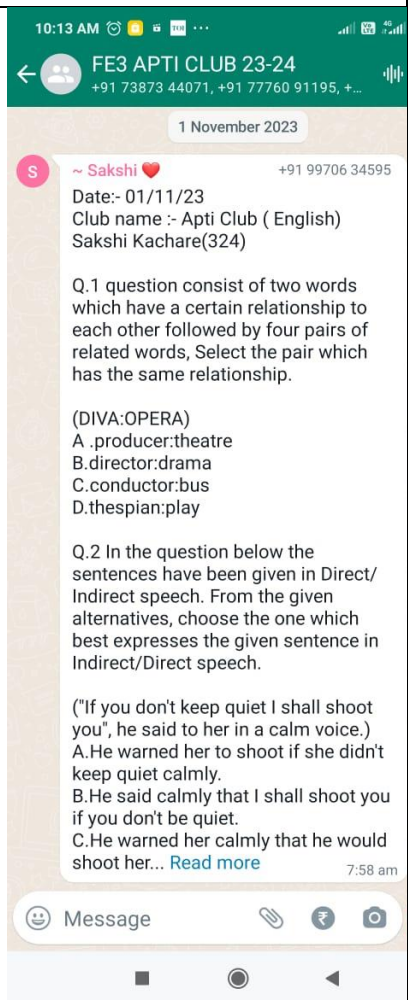 10:13 AM
FE3 APTI CLUB 23-24
+91 73873 44071, +91 77760 91195, +...
1 November 2023
S
~ Sakshi ❤️ +91 99706 34595
Date:- 01/11/23
Club name :- Apti Club ( English)
Sakshi Kachare(324)
Q.1 question consist of two words
which have a certain relationship to
each other followed by four pairs of
related words, Select the pair which
has the same relationship.
(DIVA:OPERA)
A .producer:theatre
B.director:drama
C.conductor:bus
D.thespian:play
Q.2 In the question below the
sentences have been given in Direct/
Indirect speech. From the given
alternatives, choose the one which
best expresses the given sentence in
Indirect/Direct speech.
("If you don't keep quiet I shall shoot
you", he said to her in a calm voice.)
A.He warned her to shoot if she didn't
keep quiet calmly.
B.He said calmly that I shall shoot you
if you don't be quiet.
C.He warned her calmly that he would
shoot her... Read more
7:58 am
Message